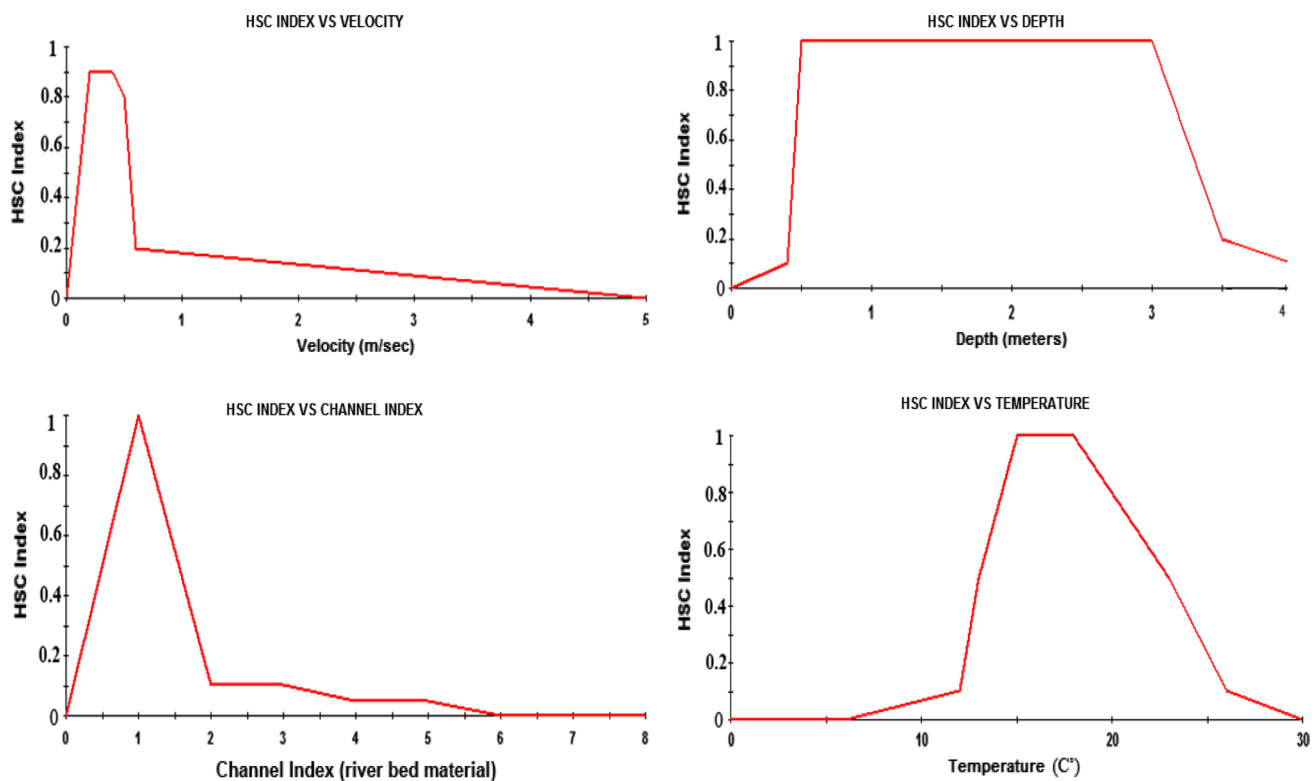 HSC INDEX VS VELOCITY
1
0.8
0.6
0.4
0.2
0
HSC Index
0 1 2 3 4 5
Velocity (m/sec)
HSC INDEX VS DEPTH
1
0.8
0.6
0.4
0.2
0
HSC Index
0 1 2 3 4
Depth (meters)
HSC INDEX VS CHANNEL INDEX
1
0.8
0.6
0.4
0.2
0
HSC Index
0 1 2 3 4 5 6 7 8
Channel Index (river bed material)
HSC INDEX VS TEMPERATURE
1
0.8
0.6
0.4
0.2
0
HSC Index
0 10 20 30
Temperature (C°)